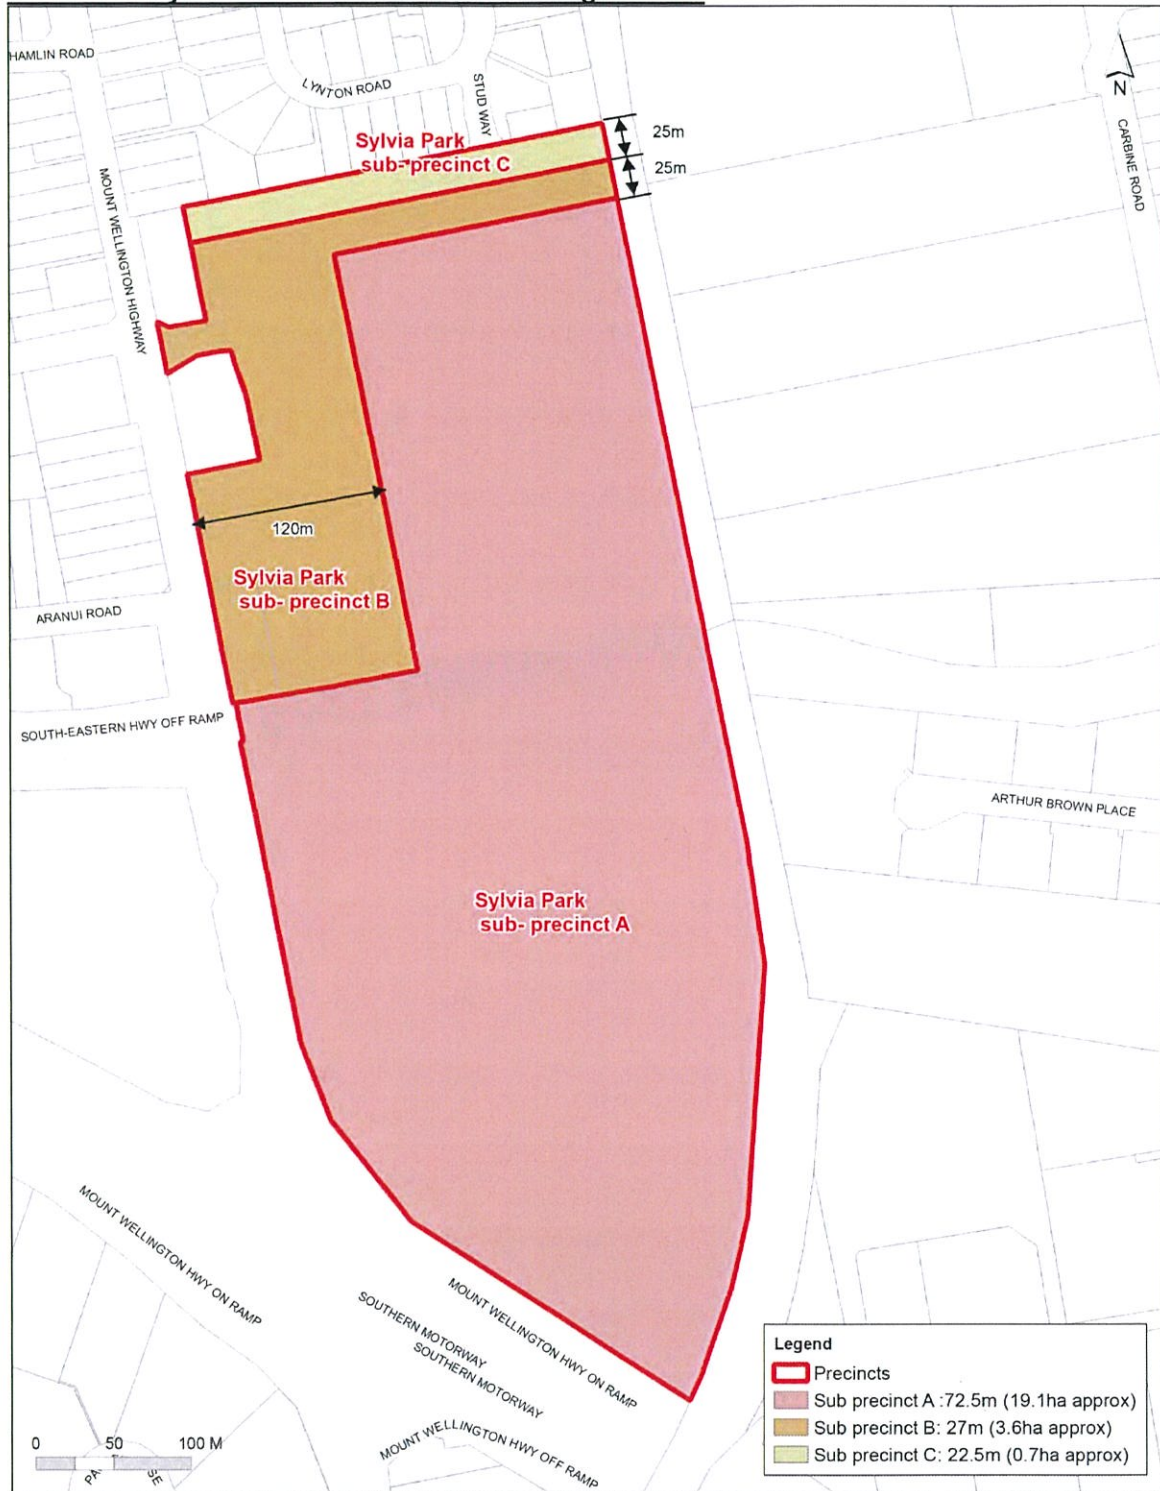 HAMLIN ROAD
LYNTON ROAD
STUD WAY
N
CARBINE ROAD
25m
25m
Sylvia Park
sub- precinct C
MOUNT WELLINGTON HIGHWAY
120m
Sylvia Park
sub- precinct B
ARANUI ROAD
SOUTH-EASTERN HWY OFF RAMP
ARTHUR BROWN PLACE
Sylvia Park
sub- precinct A
MOUNT WELLINGTON HWY ON RAMP
MOUNT WELLINGTON HWY ON RAMP
SOUTHERN MOTORWAY
SOUTHERN MOTORWAY
MOUNT WELLINGTON HWY OFF RAMP
Legend
Precincts
Sub precinct A :72.5m (19.1ha approx)
Sub precinct B: 27m (3.6ha approx)
Sub precinct C: 22.5m (0.7ha approx)
0 50 100 M